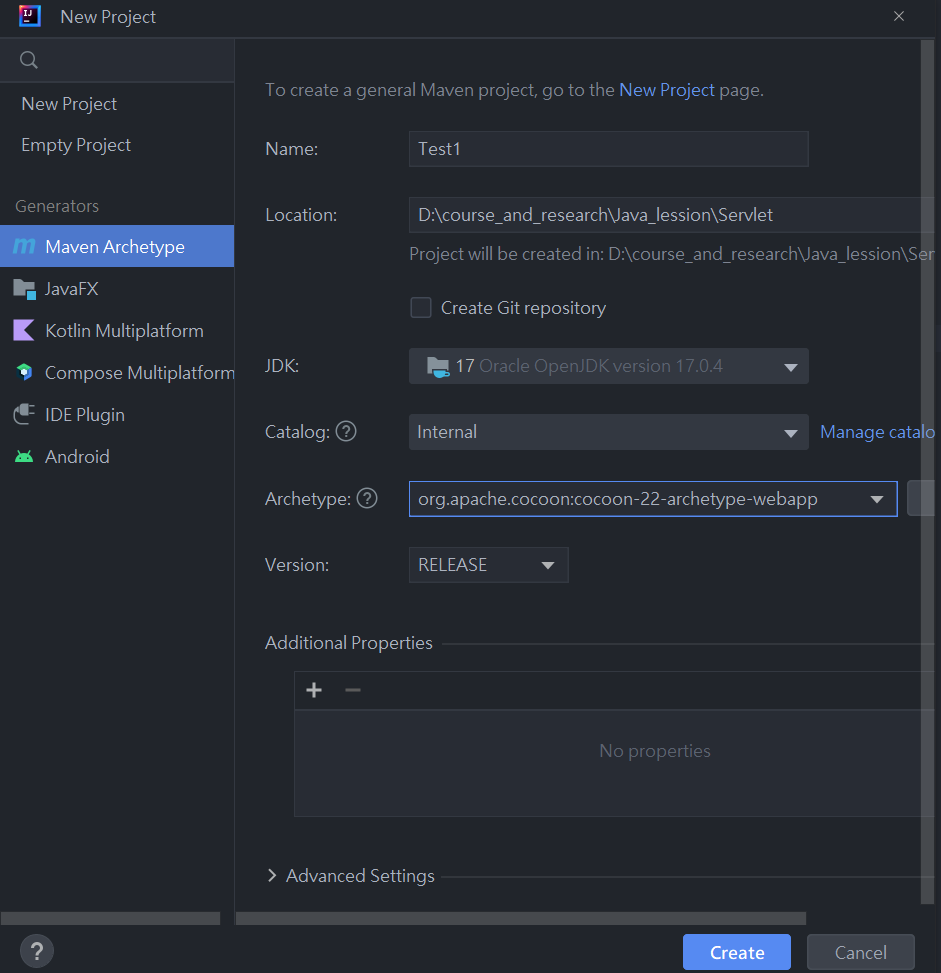 New Project
New Project
Empty Project
Generators
Maven Archetype
JavaFX
Kotlin Multiplatform
Compose Multiplatform
IDE Plugin
Android
To create a general Maven project, go to the New Project page.
Name: Test1
Location: D:\course_and_research\Java_lession\Servlet
Project will be created in: D:\course_and_research\Java_lession\Ser
Create Git repository
JDK: 17 Oracle OpenJDK version 17.0.4
Catalog: ? Internal Manage catalo
Archetype: ? org.apache.cocoon:cocoon-22-archetype-webapp
Version: RELEASE
Additional Properties
No properties
Advanced Settings
? Create Cancel